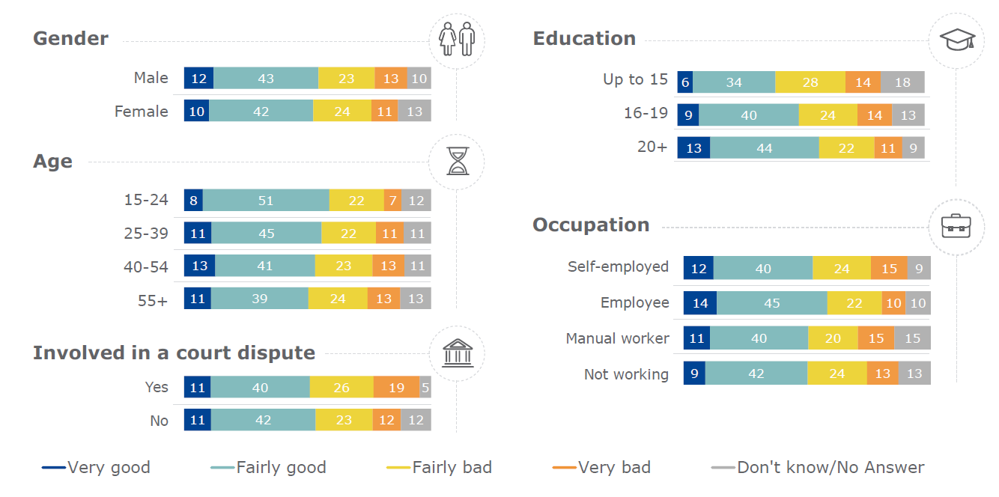 Gender
Male 12 43 23 13 10
Female 10 42 24 11 13
Age
15-24 8 51 22 7 12
25-39 11 45 22 11 11
40-54 13 41 23 13 11
55+ 11 39 24 13 13
Involved in a court dispute
Yes 11 40 26 19 5
No 11 42 23 12 12
Education
Up to 15 6 34 28 14 18
16-19 9 40 24 14 13
20+ 13 44 22 11 9
Occupation
Self-employed 12 40 24 15 9
Employee 14 45 22 10 10
Manual worker 11 40 20 15 15
Not working 9 42 24 13 13
Very good Fairly good Fairly bad Very bad Don't know/No Answer